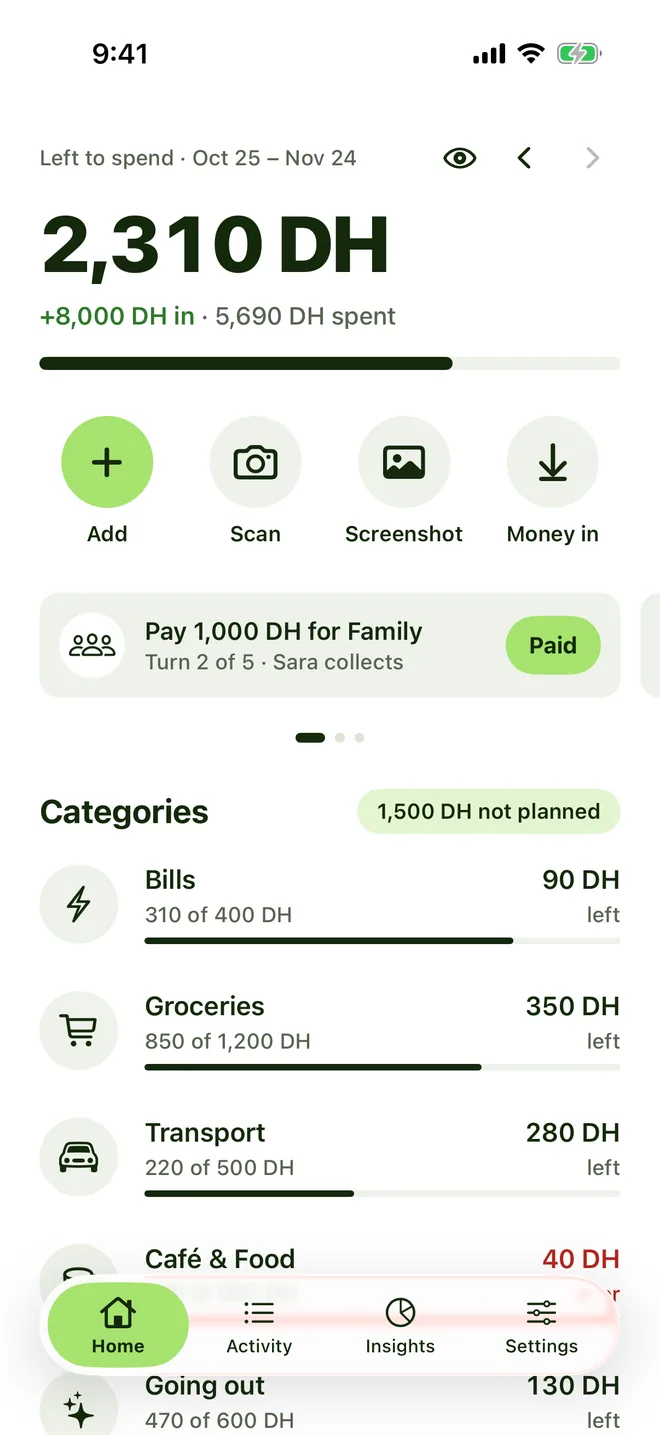 9:41
Left to spend · Oct 25 – Nov 24
2,310 DH
+8,000 DH in · 5,690 DH spent
Add
Scan
Screenshot
Money in
Pay 1,000 DH for Family
Turn 2 of 5 · Sara collects
Paid
Categories
1,500 DH not planned
Bills
90 DH
310 of 400 DH
left
Groceries
350 DH
850 of 1,200 DH
left
Transport
280 DH
220 of 500 DH
left
Café & Food
40 DH
Home
Activity
Insights
Settings
Going out
130 DH
470 of 600 DH
left